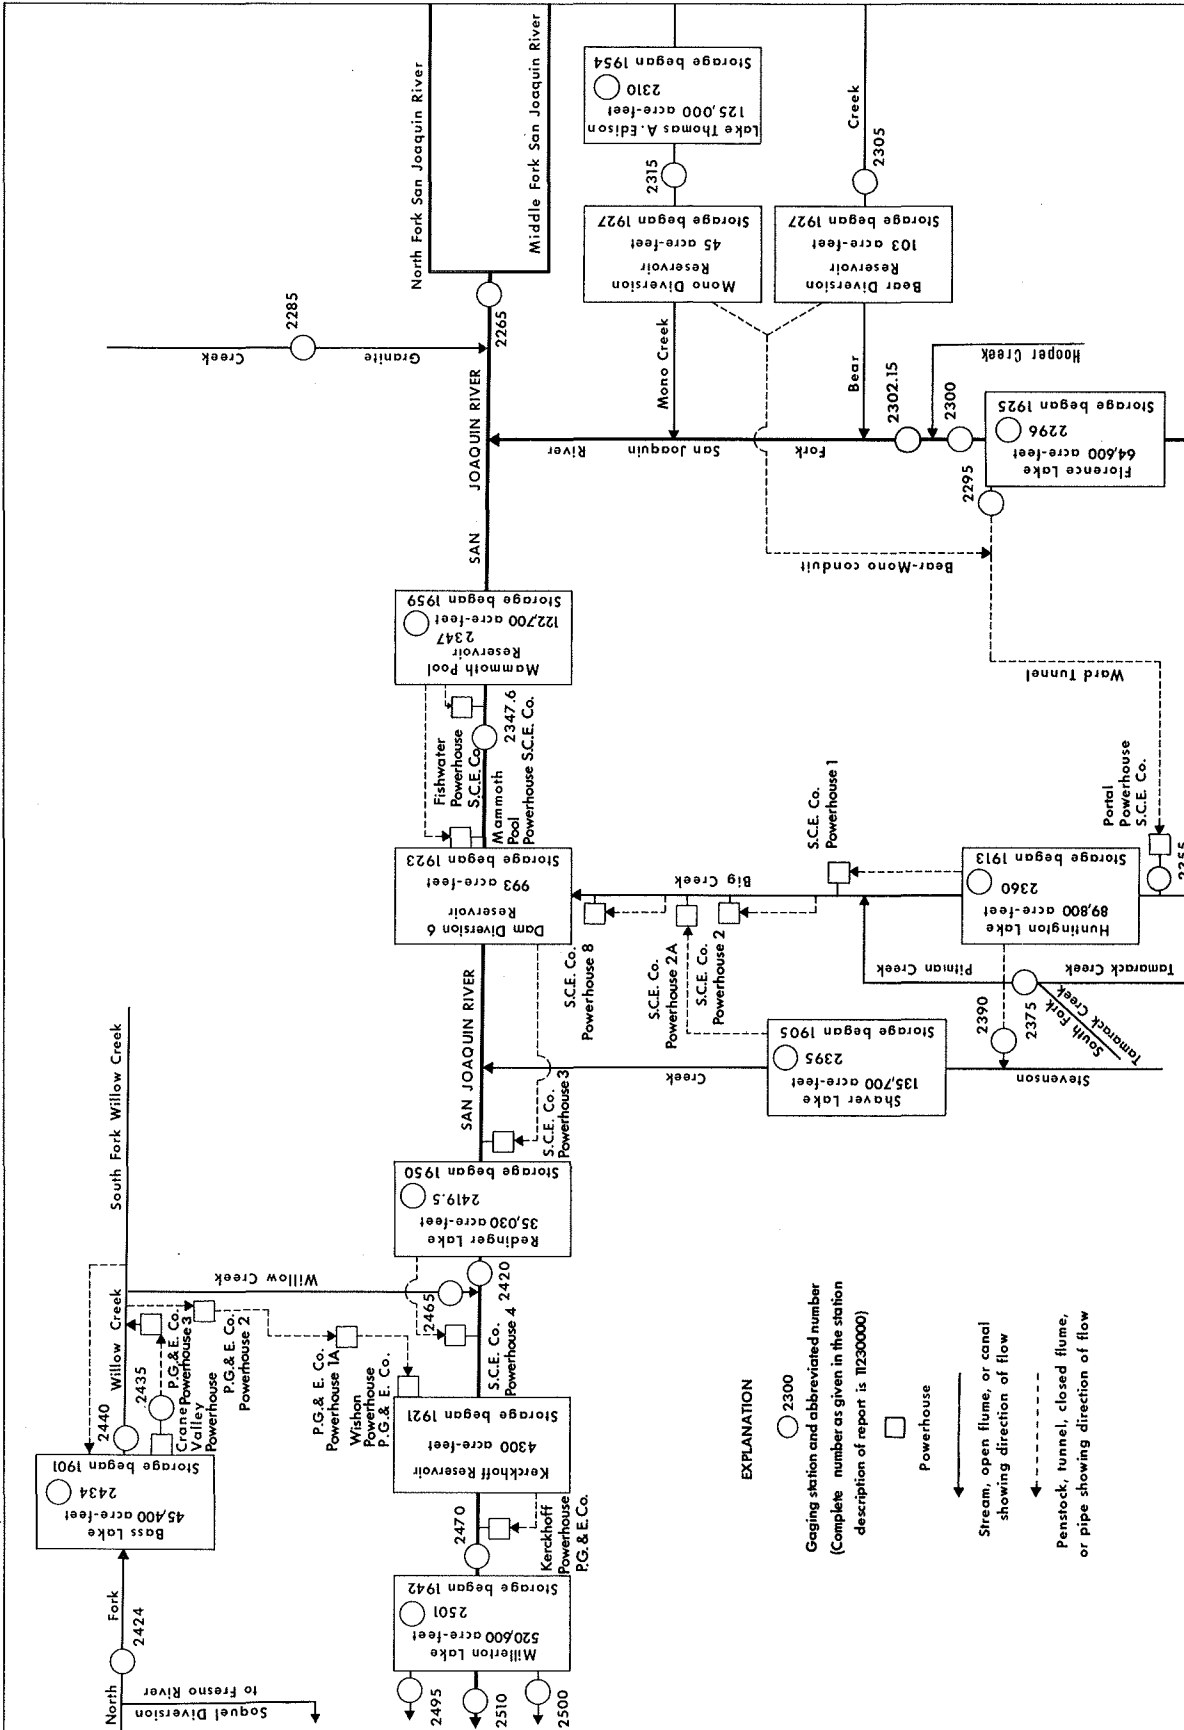 North Fork San Joaquin River
Middle Fork San Joaquin River
2265
Granite
Creek
2285
SAN
JOAQUIN RIVER
Lake Thomas A. Edison
125,000 acre-feet
2310
Storage began 1954
2315
Mono Diversion
Reservoir
45 acre-feet
Storage began 1927
Mono Creek
Creek
2305
Bear Diversion
Reservoir
103 acre-feet
Storage began 1927
Bear
Fork
San Joaquin
River
2302.15
2300
Hooper Creek
Florence Lake
64,600 acre-feet
2296
Storage began 1925
2295
Bear-Mono conduit
Ward Tunnel
Portal
Powerhouse
S.C.E. Co.
2355
Mammoth Pool
Reservoir
2347
122,700 acre-feet
Storage began 1959
Fishwater
Powerhouse
S.C.E. Co.
2347.6
Mammoth
Pool
Powerhouse S.C.E. Co.
Dam Diversion 6
Reservoir
993 acre-feet
Storage began 1923
Big Creek
S.C.E. Co.
Powerhouse 1
S.C.E. Co.
Powerhouse 8
S.C.E. Co.
Powerhouse 2A
S.C.E. Co.
Powerhouse 2
Huntington Lake
89,800 acre-feet
2360
Storage began 1913
Pitman Creek
Tamarack Creek
South Fork
Tamarack Creek
2375
2390
Stevenson
Creek
Shaver Lake
135,700 acre-feet
2395
Storage began 1905
SAN JOAQUIN RIVER
S.C.E. Co.
Powerhouse 3
Redinger Lake
35,030 acre-feet
2419.5
Storage began 1950
2420
Willow Creek
2465
S.C.E. Co.
Powerhouse 4
South Fork Willow Creek
Willow Creek
2440
2435
Crane
Valley
Powerhouse
P.G.& E. Co.
Powerhouse 3
P.G.& E. Co.
Powerhouse 2
P.G.& E. Co.
Powerhouse 1A
Wishon
Powerhouse
P.G.& E. Co.
Bass Lake
45,400 acre-feet
2434
Storage began 1901
North
Fork
2424
Soquel Diversion
to Fresno River
Kerckhoff Reservoir
4300 acre-feet
Storage began 1921
Kerckhoff
Powerhouse
P.G.& E.Co.
2470
Millerton Lake
520,600 acre-feet
2501
Storage began 1942
2495
2510
2500
EXPLANATION
2300
Gaging station and abbreviated number
(Complete number as given in the station
description of report is 11230000)
Powerhouse
Stream, open flume, or canal
showing direction of flow
Penstock, tunnel, closed flume,
or pipe showing direction of flow